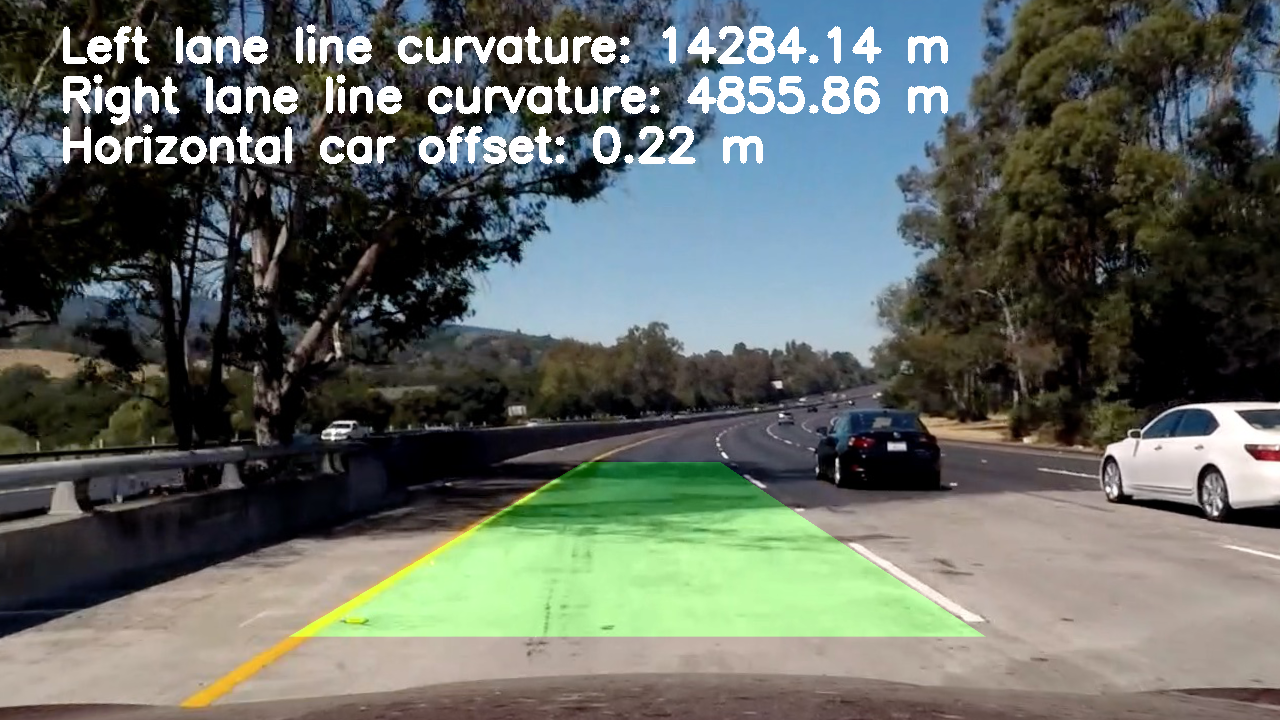 Left lane line curvature: 14284.14 m
Right lane line curvature: 4855.86 m
Horizontal car offset: 0.22 m